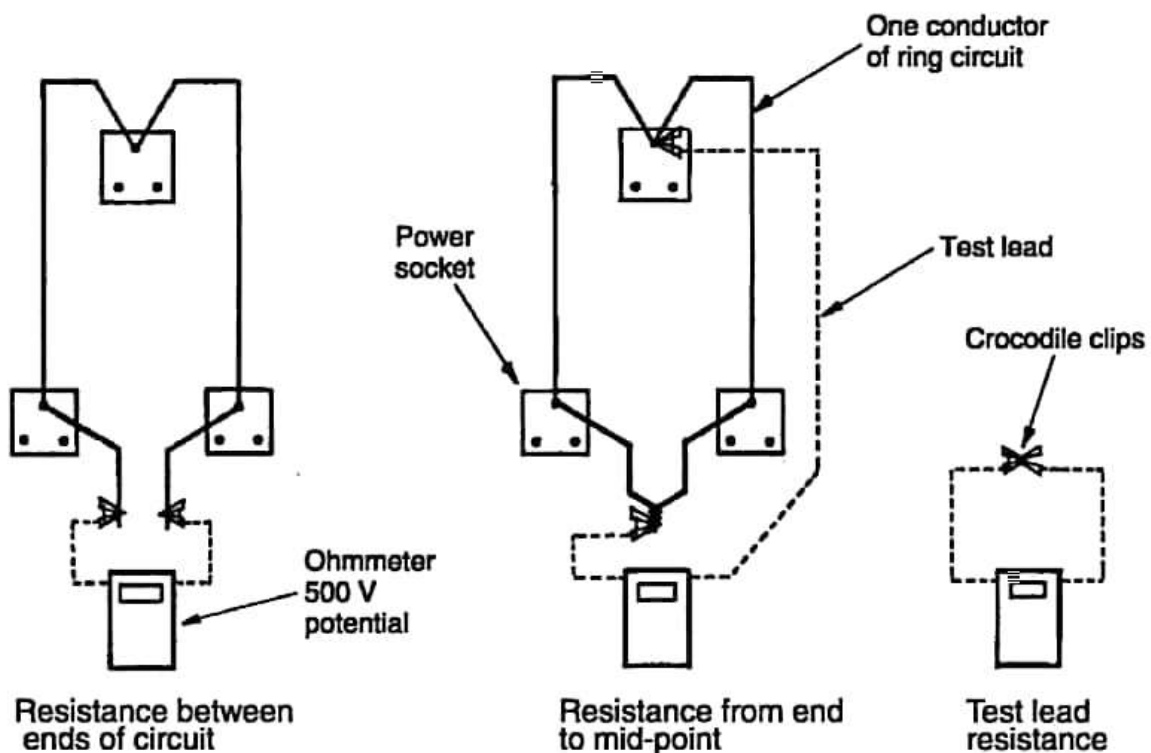 One conductor
of ring circuit
Power
socket
Test lead
Crocodile clips
Ohmmeter
500 V
potential
Resistance between
ends of circuit
Resistance from end
to mid-point
Test lead
resistance